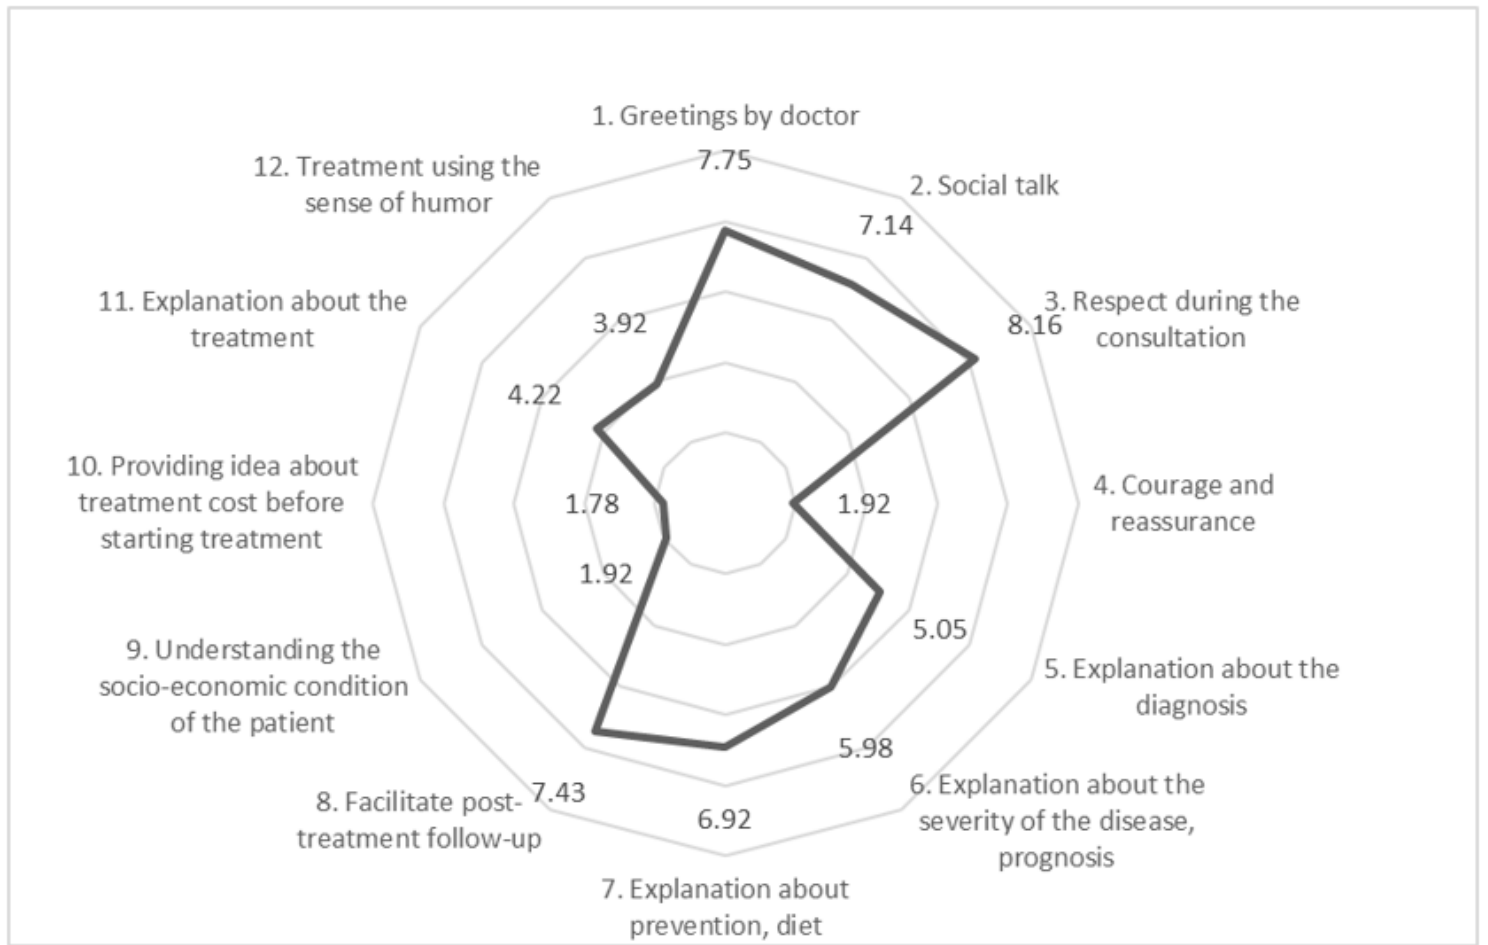 1. Greetings by doctor
7.75
2. Social talk
7.14
3. Respect during the
consultation
8.16
4. Courage and
reassurance
1.92
5. Explanation about the
diagnosis
5.05
6. Explanation about the
severity of the disease,
prognosis
5.98
7. Explanation about
prevention, diet
6.92
8. Facilitate post-
treatment follow-up
7.43
9. Understanding the
socio-economic condition
of the patient
1.92
10. Providing idea about
treatment cost before
starting treatment
1.78
11. Explanation about the
treatment
4.22
12. Treatment using the
sense of humor
3.92